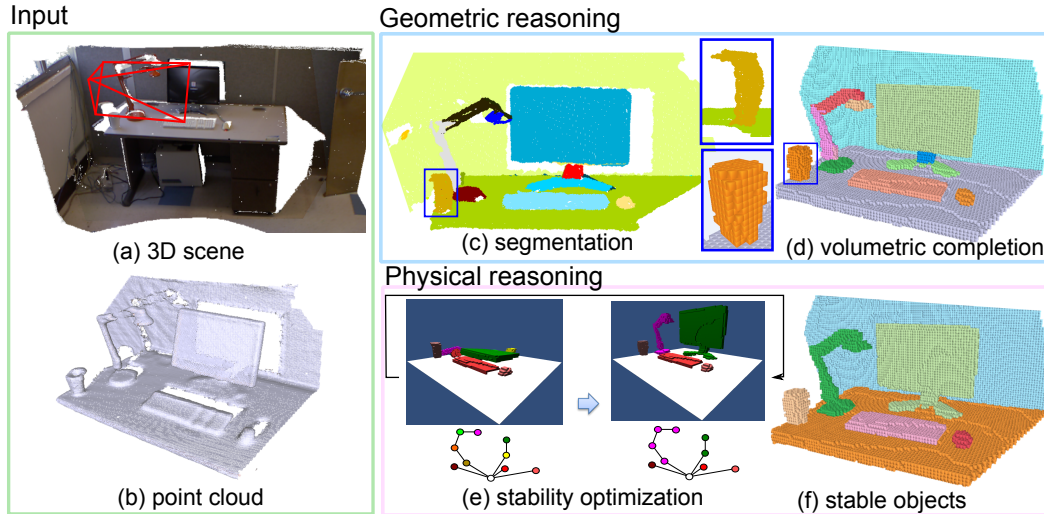 Input
Geometric reasoning
(a) 3D scene
(b) point cloud
(c) segmentation
(d) volumetric completion
Physical reasoning
(e) stability optimization
(f) stable objects